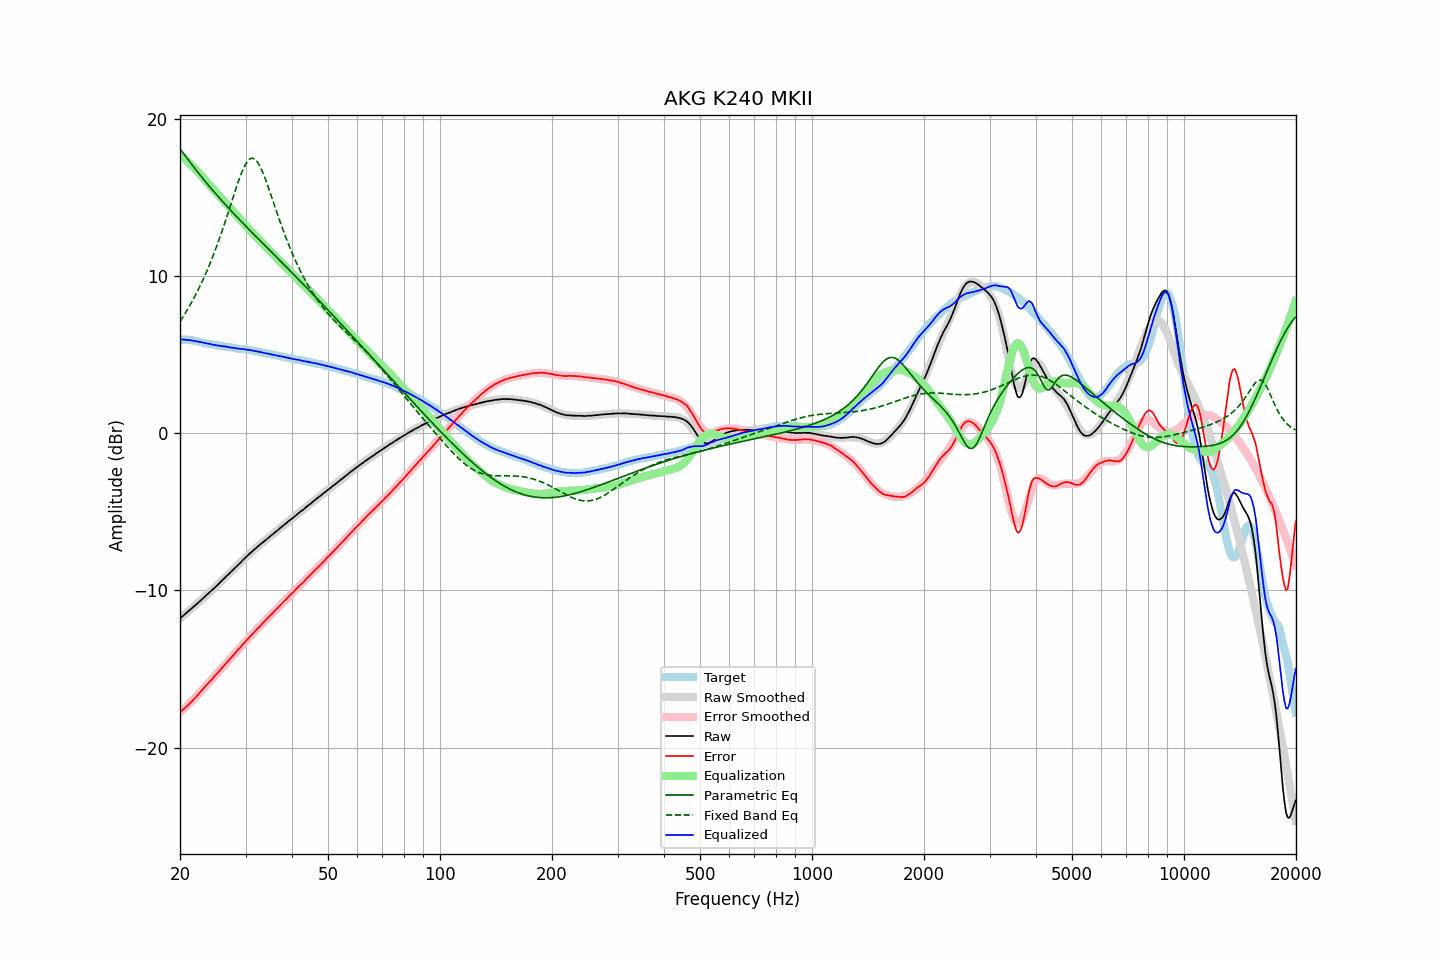 AKG K240 MKII
Amplitude (dBr)
20
10
0
−10
−20
Target
Raw Smoothed
Error Smoothed
Raw
Error
Equalization
Parametric Eq
Fixed Band Eq
Equalized
20 50 100 200 500 1000 2000 5000 10000 20000
Frequency (Hz)